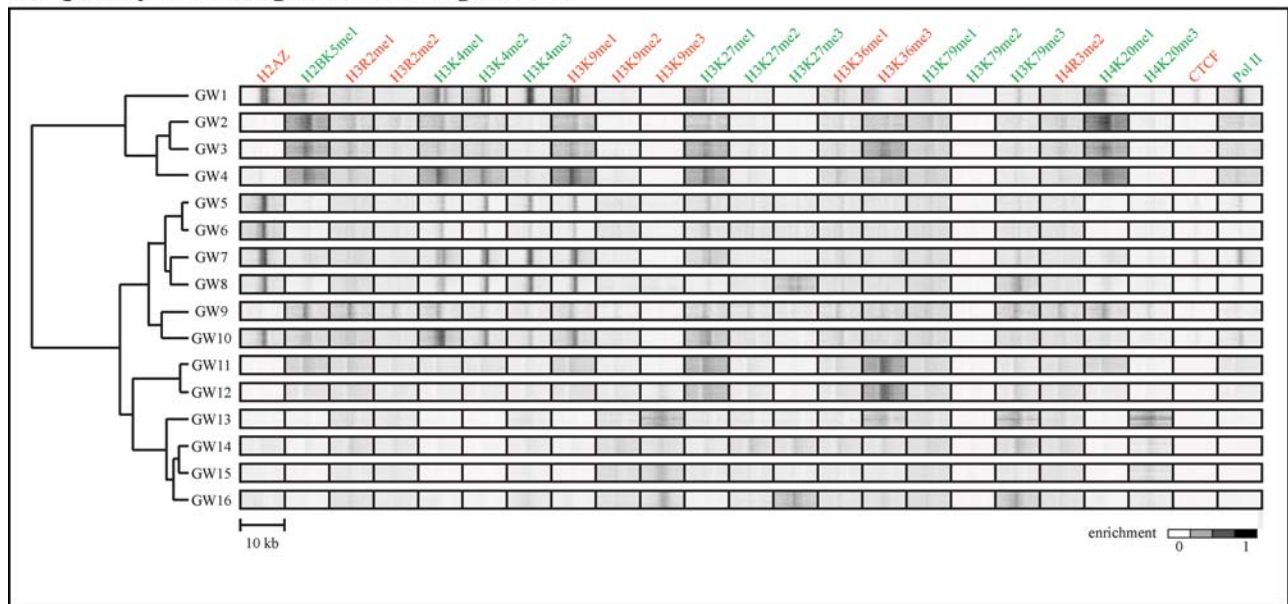 H2AZ
H2BK5me1
H3R2me1
H3R2me2
H3K4me1
H3K4me2
H3K4me3
H3K9me1
H3K9me2
H3K9me3
H3K27me1
H3K27me2
H3K27me3
H3K36me1
H3K36me3
H3K79me1
H3K79me2
H3K79me3
H4R3me2
H4K20me1
H4K20me3
CTCF
Pol II
GW1
GW2
GW3
GW4
GW5
GW6
GW7
GW8
GW9
GW10
GW11
GW12
GW13
GW14
GW15
GW16
10 kb
enrichment
0 1